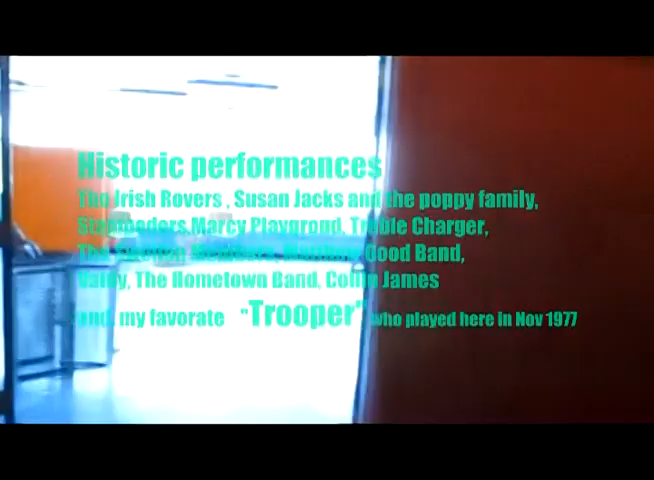 Historic performances
The Irish Rovers , Susan Jacks and the poppy family,
Stampeders,Marcy Playgrond, Treble Charger,
The Good Band,
Valdy, The Hometown Band, Colin James
and, my favorate "Trooper" who played here in Nov 1977